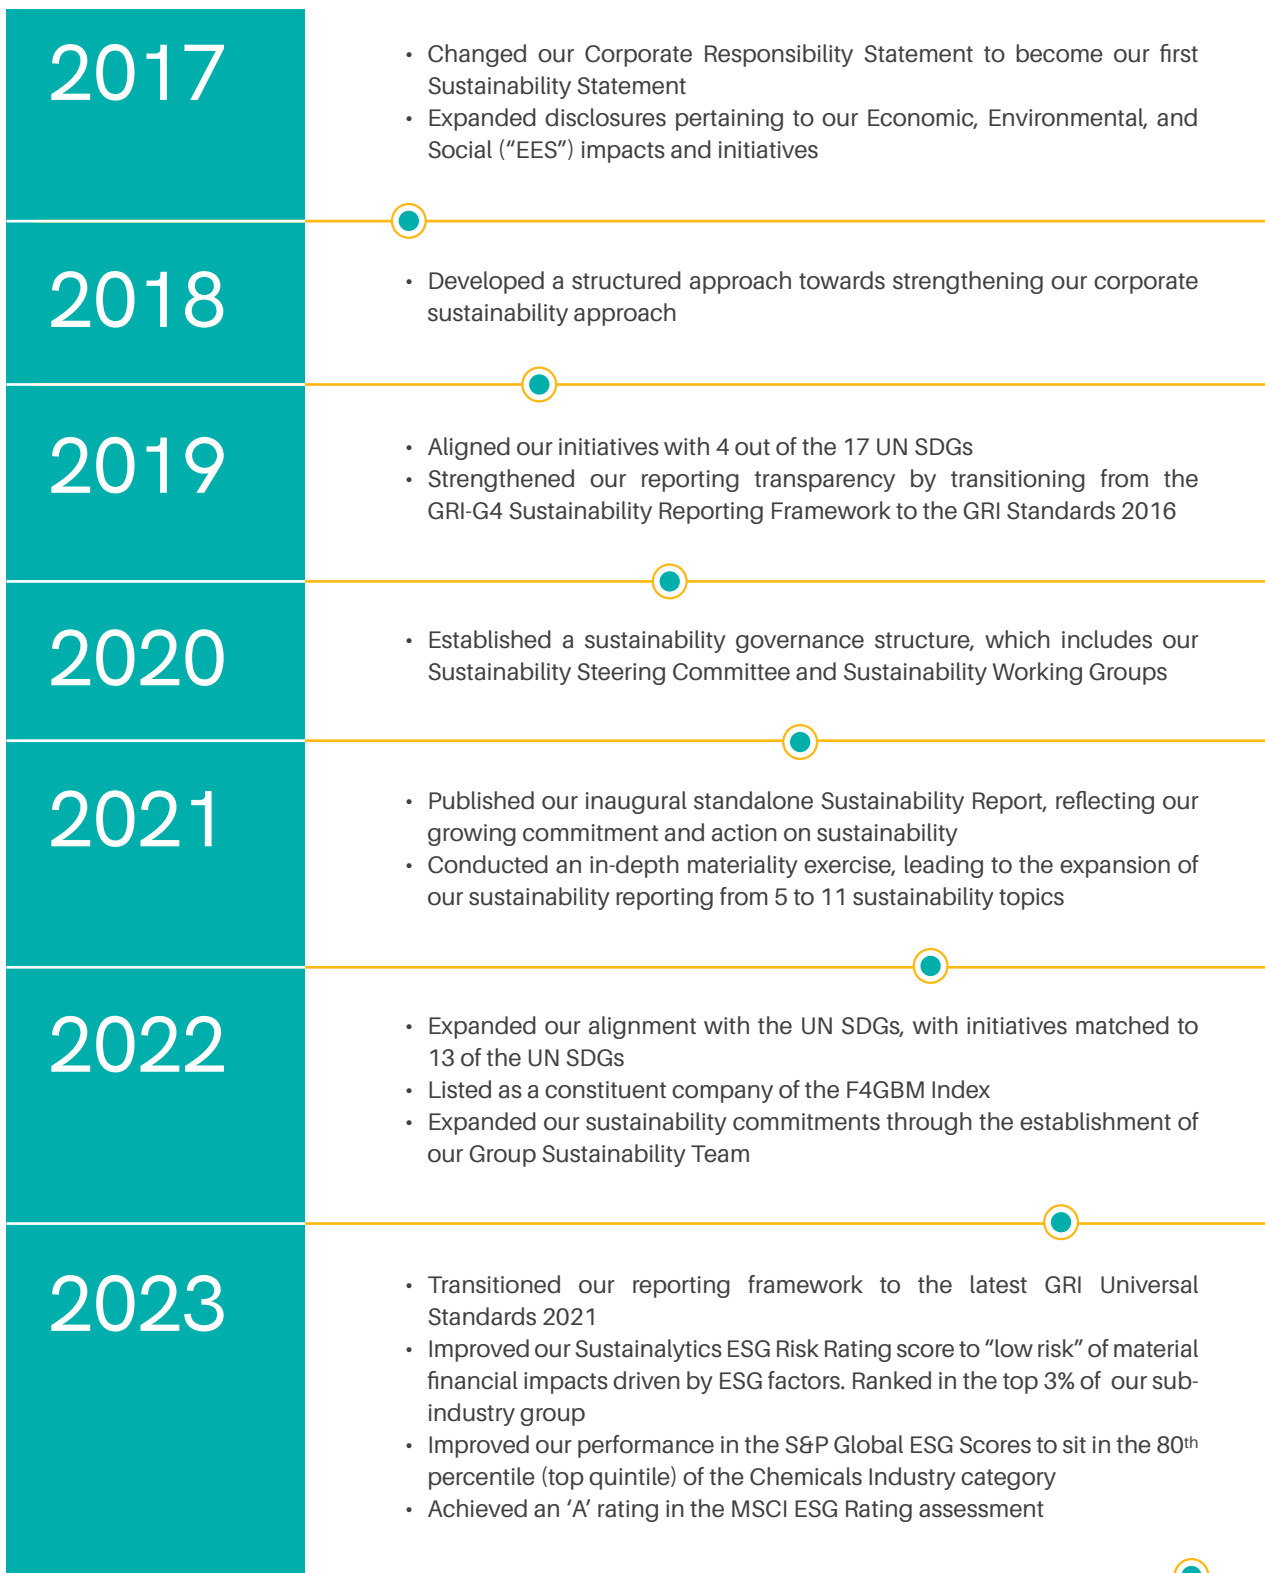 2017
• Changed our Corporate Responsibility Statement to become our first
Sustainability Statement
• Expanded disclosures pertaining to our Economic, Environmental, and
Social (“EES”) impacts and initiatives
2018
• Developed a structured approach towards strengthening our corporate
sustainability approach
2019
• Aligned our initiatives with 4 out of the 17 UN SDGs
• Strengthened our reporting transparency by transitioning from the
GRI-G4 Sustainability Reporting Framework to the GRI Standards 2016
2020
• Established a sustainability governance structure, which includes our
Sustainability Steering Committee and Sustainability Working Groups
2021
• Published our inaugural standalone Sustainability Report, reflecting our
growing commitment and action on sustainability
• Conducted an in-depth materiality exercise, leading to the expansion of
our sustainability reporting from 5 to 11 sustainability topics
2022
• Expanded our alignment with the UN SDGs, with initiatives matched to
13 of the UN SDGs
• Listed as a constituent company of the F4GBM Index
• Expanded our sustainability commitments through the establishment of
our Group Sustainability Team
2023
• Transitioned our reporting framework to the latest GRI Universal
Standards 2021
• Improved our Sustainalytics ESG Risk Rating score to “low risk” of material
financial impacts driven by ESG factors. Ranked in the top 3% of our sub-
industry group
• Improved our performance in the S&P Global ESG Scores to sit in the 80th
percentile (top quintile) of the Chemicals Industry category
• Achieved an ‘A’ rating in the MSCI ESG Rating assessment